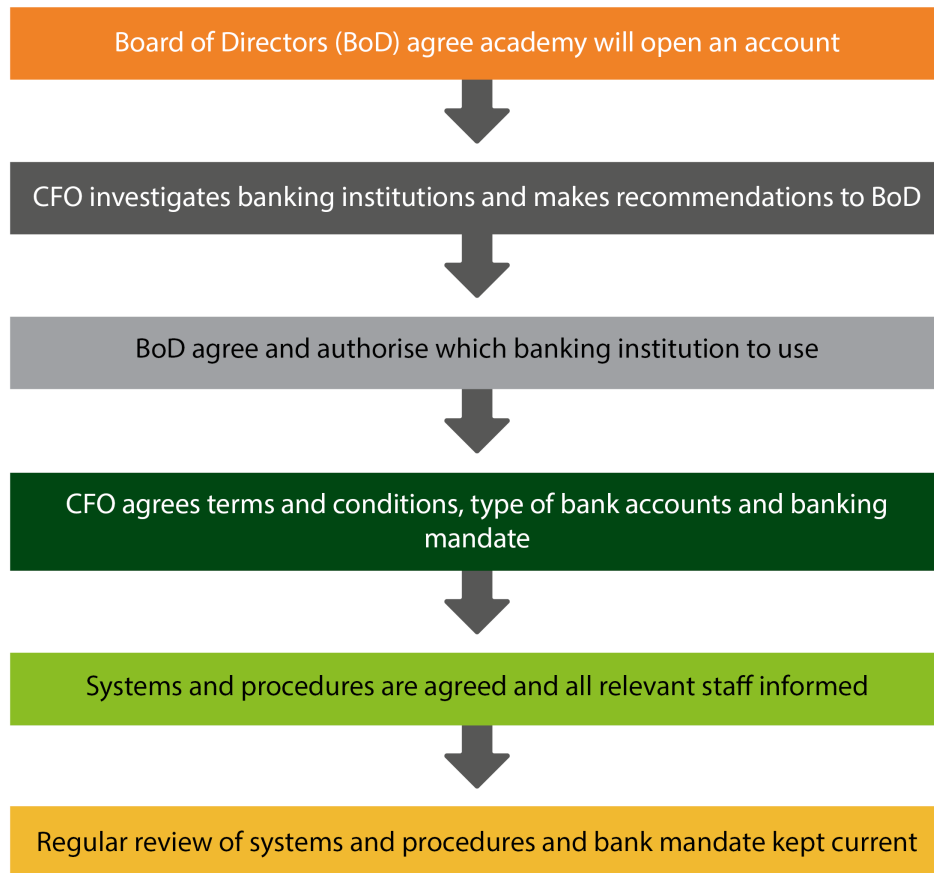 Board of Directors (BoD) agree academy will open an account
CFO investigates banking institutions and makes recommendations to BoD
BoD agree and authorise which banking institution to use
CFO agrees terms and conditions, type of bank accounts and banking
mandate
Systems and procedures are agreed and all relevant staff informed
Regular review of systems and procedures and bank mandate kept current